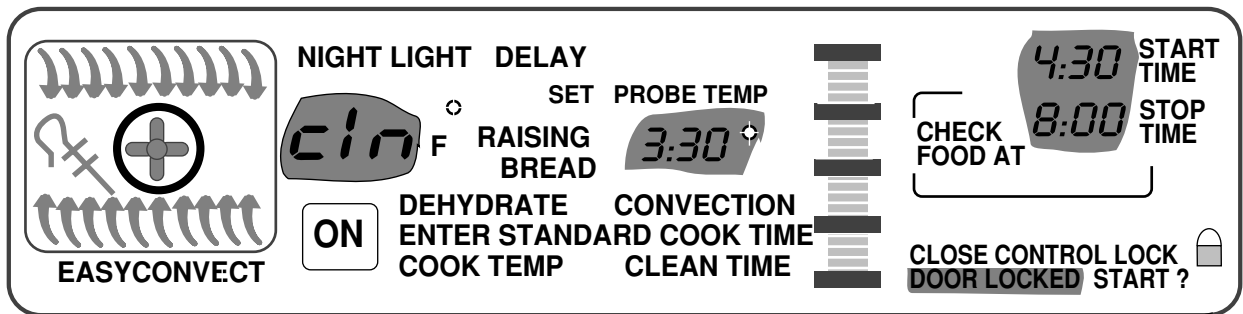 NIGHT LIGHT DELAY
SET PROBE TEMP
cln F
RAISING
BREAD
3:30
ON
DEHYDRATE CONVECTION
ENTER STANDARD COOK TIME
COOK TEMP CLEAN TIME
EASYCONVECT
4:30 START
TIME
8:00 STOP
TIME
CHECK
FOOD AT
CLOSE CONTROL LOCK
DOOR LOCKED START ?